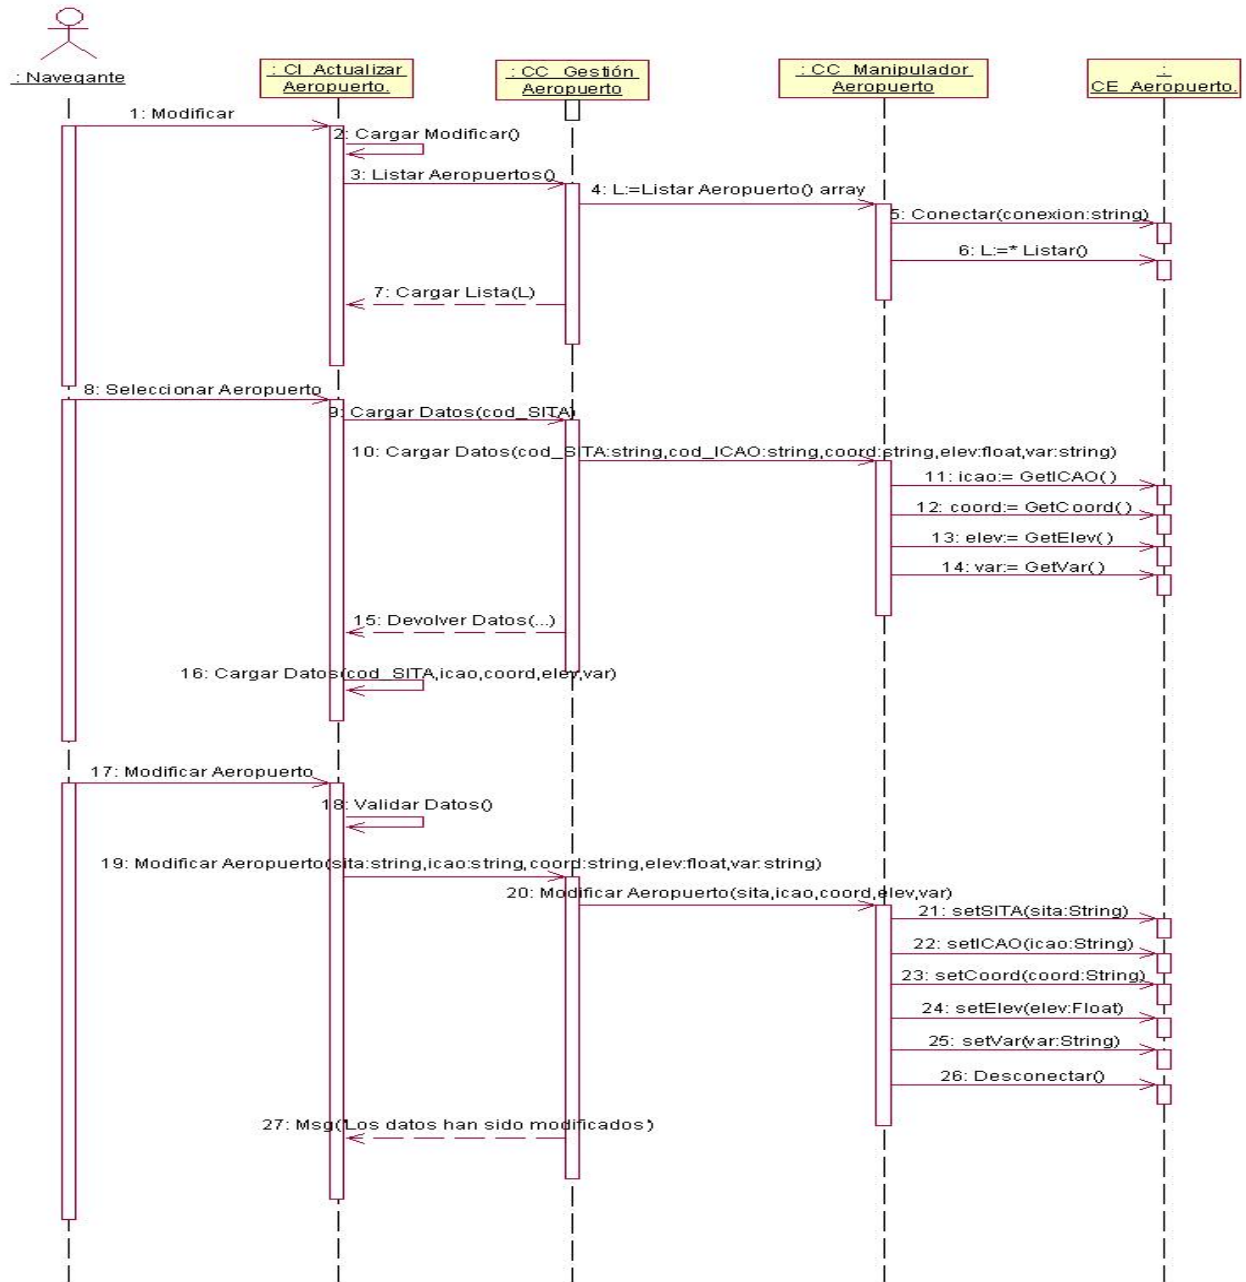 : Navegante
: CI_Actualizar
Aeropuerto.
: CC_Gestión
Aeropuerto
: CC_Manipulador
Aeropuerto
:
CE_Aeropuerto.
1: Modificar
2: Cargar Modificar()
3: Listar Aeropuertos()
4: L:=Listar Aeropuerto() array
5: Conectar(conexion:string)
6: L:=* Listar()
7: Cargar Lista(L)
8: Seleccionar Aeropuerto
9: Cargar Datos(cod_SITA)
10: Cargar Datos(cod_SITA:string,cod_ICAO:string,coord:string,elev:float,var:string)
11: icao:= GetICAO()
12: coord:= GetCoord()
13: elev:= GetElev()
14: var:= GetVar()
15: Devolver Datos(...)
16: Cargar Datos(cod_SITA,icao,coord,elev,var)
17: Modificar Aeropuerto
18: Validar Datos()
19: Modificar Aeropuerto(sita:string,icao:string,coord:string,elev:float,var:string)
20: Modificar Aeropuerto(sita,icao,coord,elev,var)
21: setSITA(sita:String)
22: setICAO(icao:String)
23: setCoord(coord:String)
24: setElev(elev:Float)
25: setVar(var:String)
26: Desconectar()
27: Msg('Los datos han sido modificados')